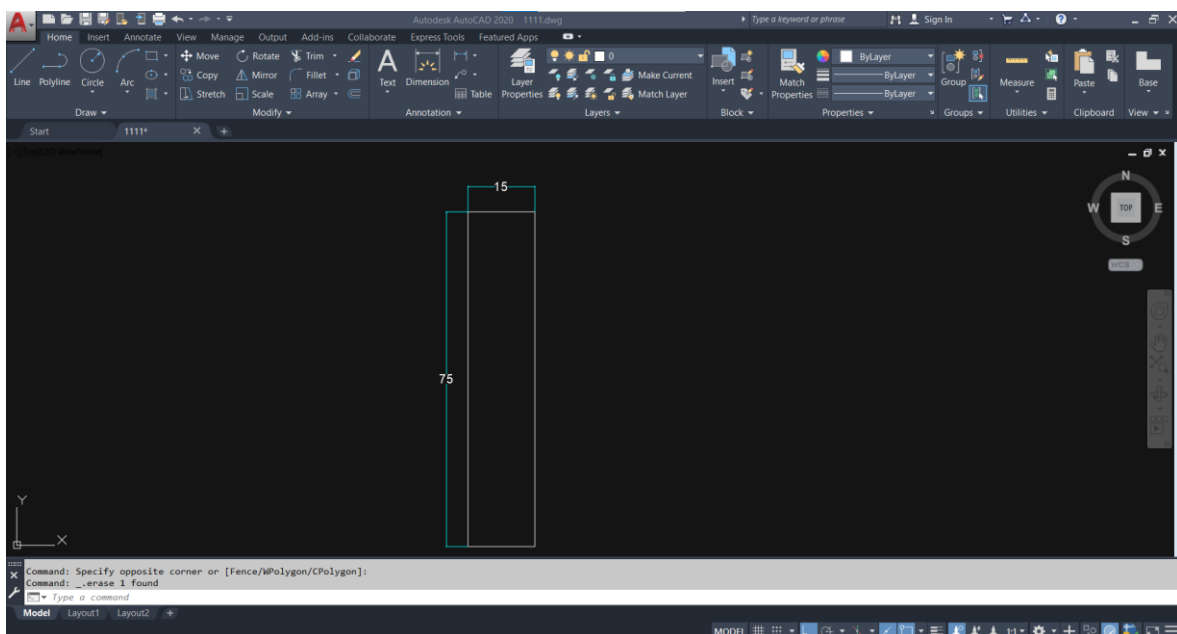 Autodesk AutoCAD 2020 1111.dwg
Type a keyword or phrase
Sign In
Home Insert Annotate View Manage Output Add-ins Collaborate Express Tools Featured Apps
Line Polyline Circle Arc
Move Rotate Trim
Copy Mirror Fillet
Stretch Scale Array
Text Dimension
Table
Layer Properties
0
Make Current
Match Layer
Insert
Match Properties
ByLayer
ByLayer
ByLayer
Group
Measure
Paste
Base
Draw Modify Annotation Layers Block Properties Groups Utilities Clipboard View
Start 1111* +
[-][Top][2D Wireframe]
15
75
N
W TOP E
S
WCS
Y
X
Command: Specify opposite corner or [Fence/WPolygon/CPolygon]:
Command: _.erase 1 found
Type a command
Model Layout1 Layout2 +
MODEL 1:1